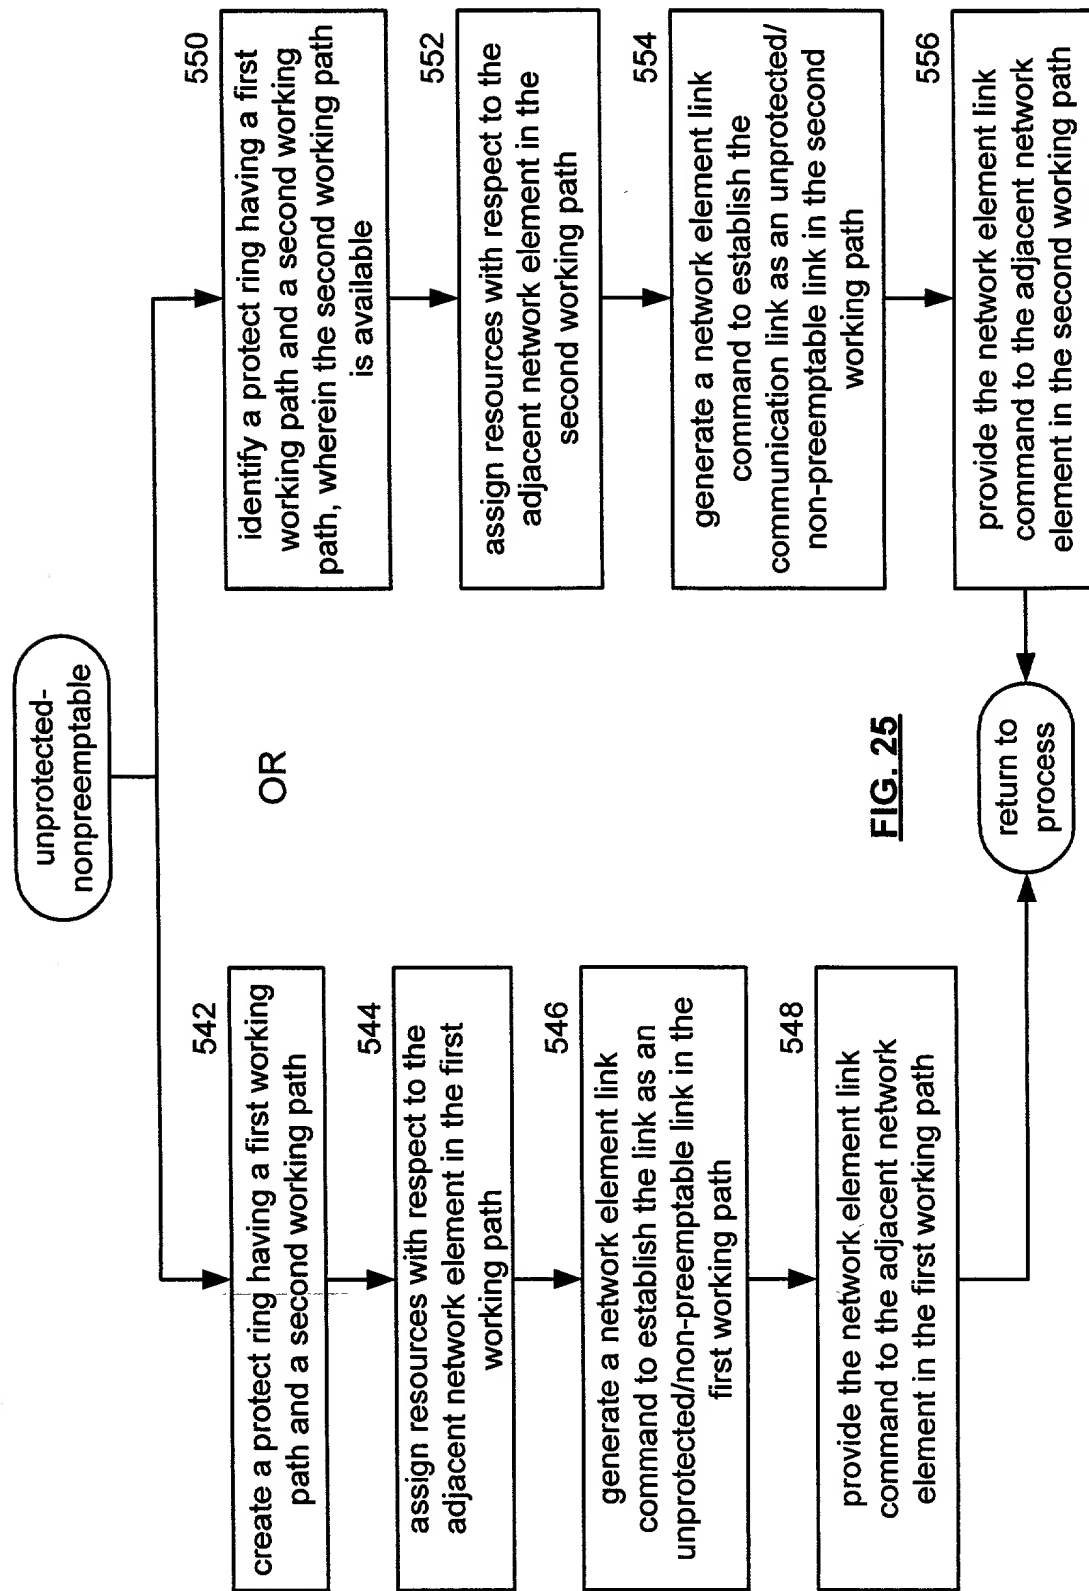 unprotected-
nonpreemptable
542
create a protect ring having a first working
path and a second working path
544
assign resources with respect to the
adjacent network element in the first
working path
546
generate a network element link
command to establish the link as an
unprotected/non-preemptable link in the
first working path
548
provide the network element link
command to the adjacent network
element in the first working path
OR
550
identify a protect ring having a first
working path and a second working
path, wherein the second working path
is available
552
assign resources with respect to the
adjacent network element in the
second working path
554
generate a network element link
command to establish the
communication link as an unprotected/
non-preemptable link in the second
working path
556
provide the network element link
command to the adjacent network
element in the second working path
return to
process
FIG. 25